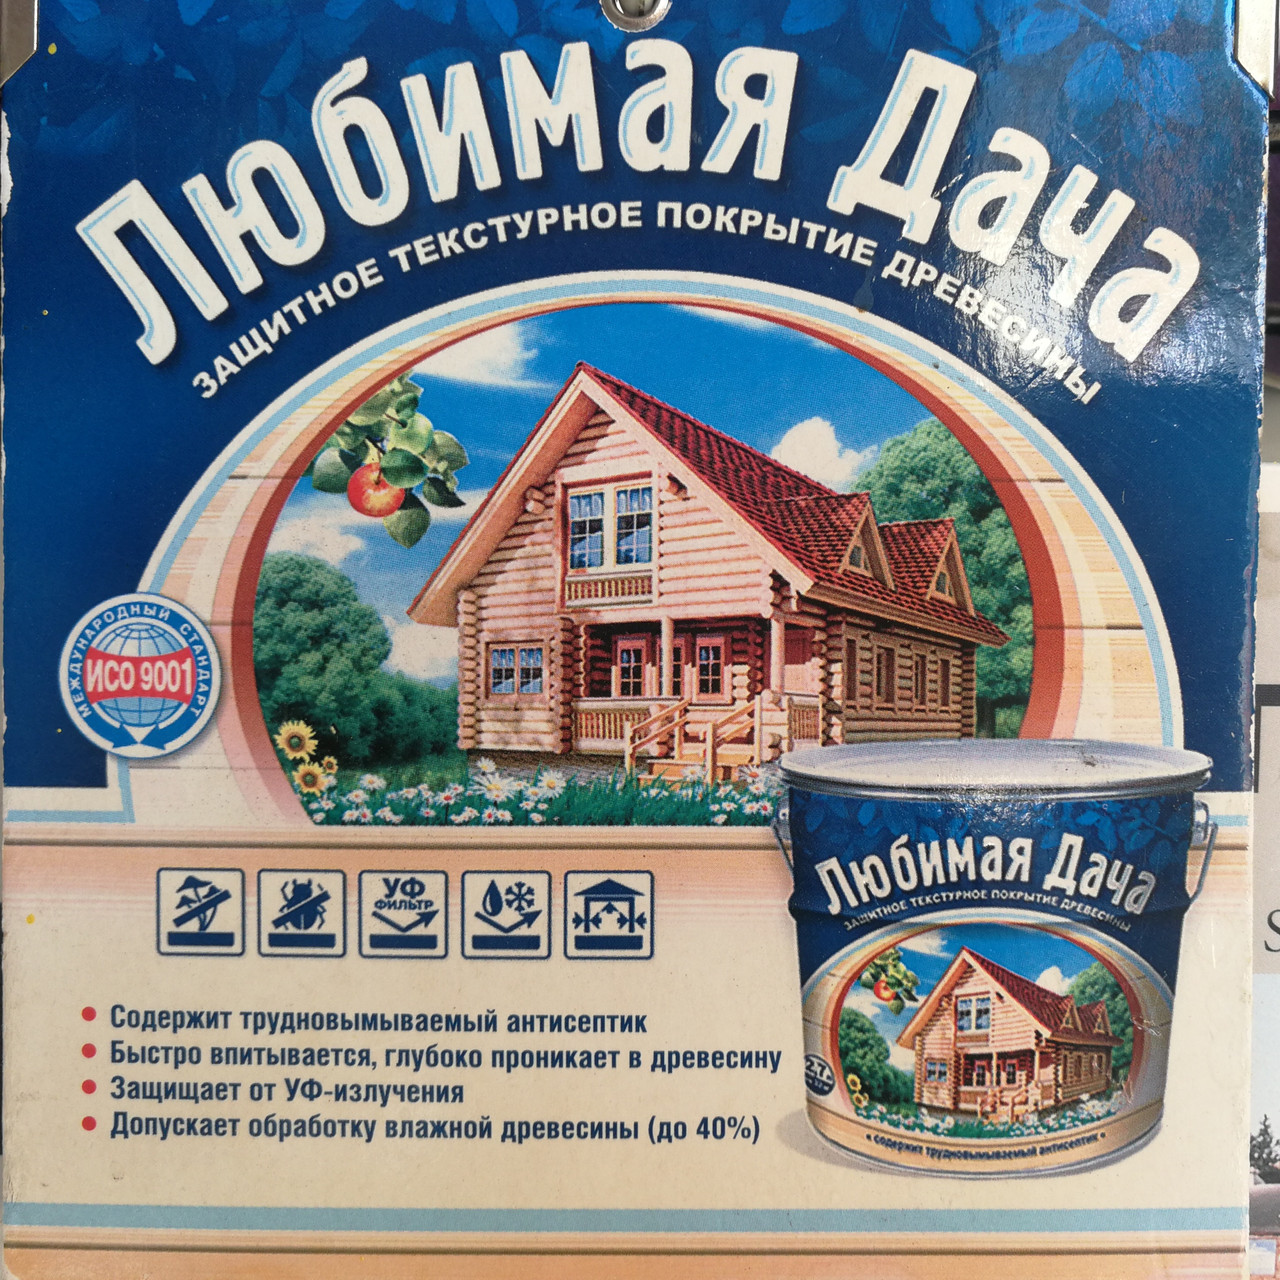 Любимая Дача
ЗАЩИТНОЕ ТЕКСТУРНОЕ ПОКРЫТИЕ ДРЕВЕСИНЫ
МЕЖДУНАРОДНЫЙ СТАНДАРТ
ИСО 9001
УФ
ФИЛЬТР
• Содержит трудновымываемый антисептик
• Быстро впитывается, глубоко проникает в древесину
• Защищает от УФ-излучения
• Допускает обработку влажной древесины (до 40%)
Любимая Дача
ЗАЩИТНОЕ ТЕКСТУРНОЕ ПОКРЫТИЕ ДРЕВЕСИНЫ
2,7
• содержит трудновымываемый антисептик •
S